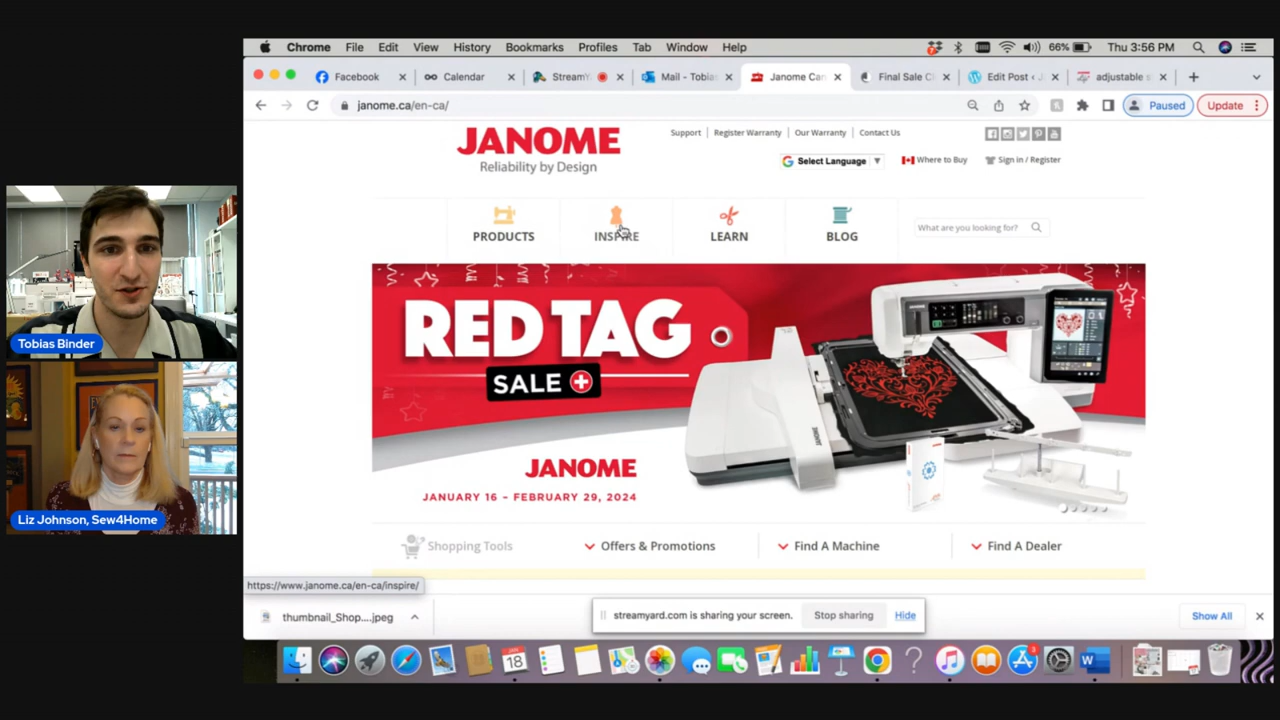 Chrome File Edit View History Bookmarks Profiles Tab Window Help 66% Thu 3:56 PM
Facebook Calendar StreamY Mail - Tobia Janome Can Final Sale Edit Post adjustable s
janome.ca/en-ca/ Paused Update
JANOME
Reliability by Design
Support Register Warranty Our Warranty Contact Us
G Select Language Where to Buy Sign in / Register
PRODUCTS INSPIRE LEARN BLOG What are you looking for?
RED TAG
SALE
JANOME
JANUARY 16 – FEBRUARY 29, 2024
Shopping Tools Offers & Promotions Find A Machine Find A Dealer
https://www.janome.ca/en-ca/inspire/
thumbnail_Shop....jpeg streamyard.com is sharing your screen. Stop sharing Hide Show All
JAN
18
3
W
Tobias Binder
Liz Johnson, Sew4Home